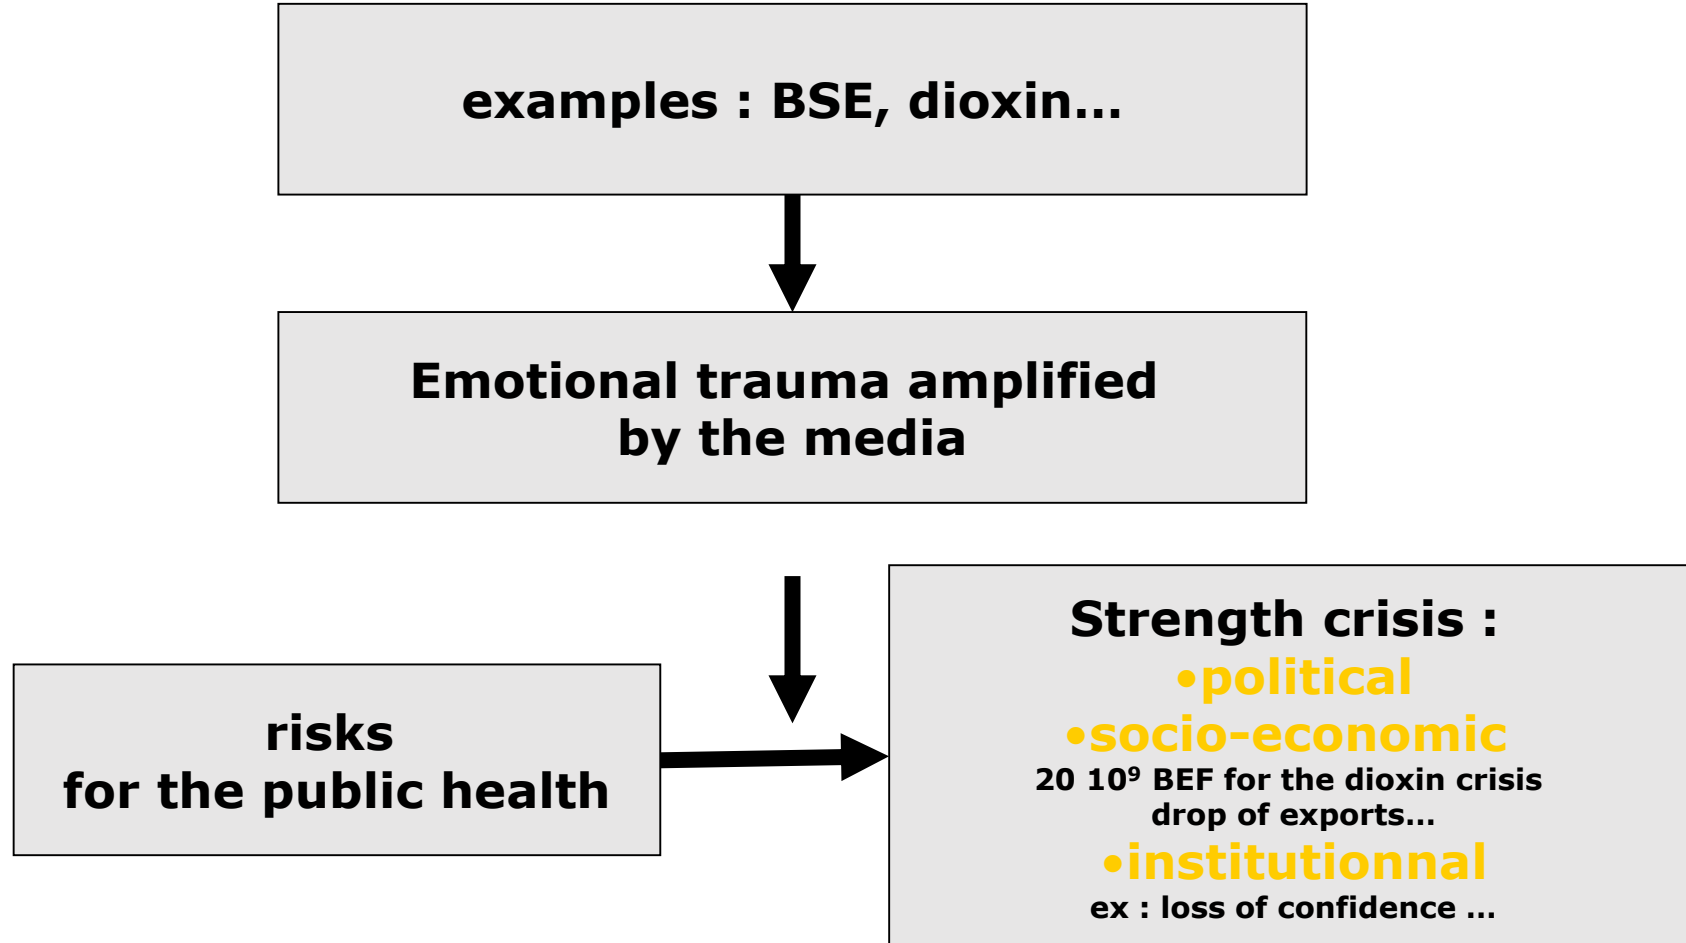 examples : BSE, dioxin...
Emotional trauma amplified
by the media
risks
for the public health
Strength crisis :
•political
•socio-economic
20 10⁹ BEF for the dioxin crisis
drop of exports...
•institutionnal
ex : loss of confidence ...